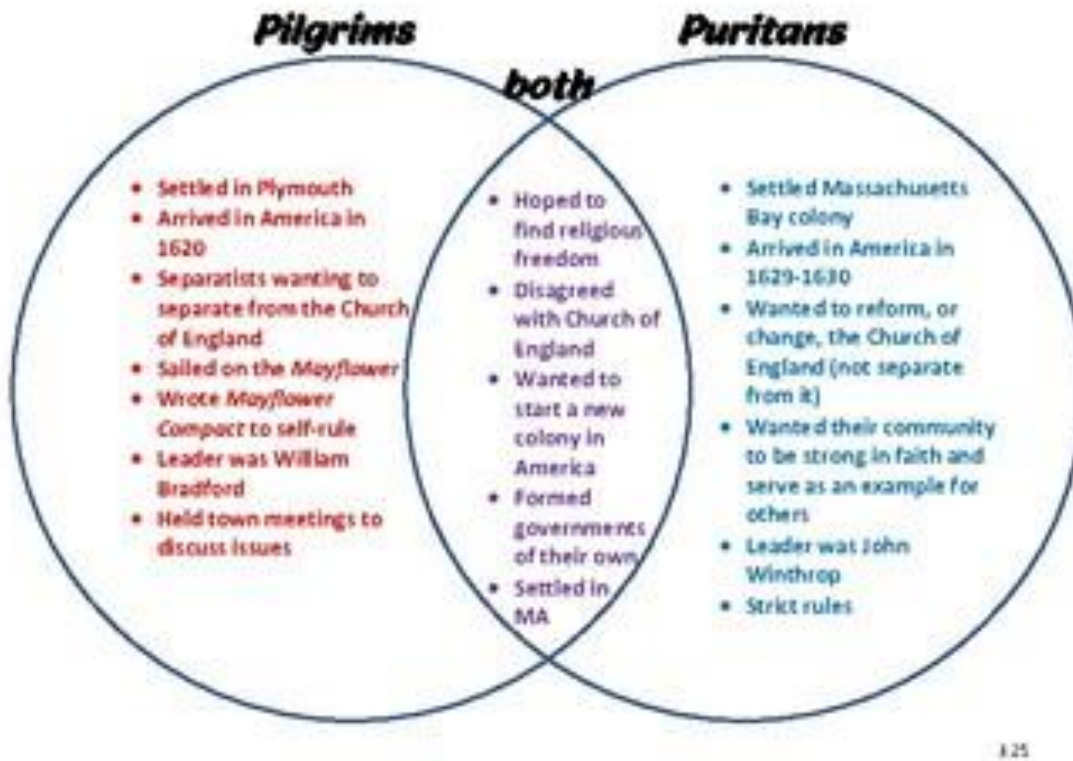 Pilgrims
Puritans
both
• Settled in Plymouth
• Arrived in America in
1620
• Separatists wanting to
separate from the Church
of England
• Sailed on the Mayflower
• Wrote Mayflower
Compact to self-rule
• Leader was William
Bradford
• Held town meetings to
discuss issues
• Hoped to
find religious
freedom
• Disagreed
with Church of
England
• Wanted to
start a new
colony in
America
• Formed
governments
of their own
• Settled in
MA
• Settled Massachusetts
Bay colony
• Arrived in America in
1629-1630
• Wanted to reform, or
change, the Church of
England (not separate
from it)
• Wanted their community
to be strong in faith and
serve as an example for
others
• Leader was John
Winthrop
• Strict rules